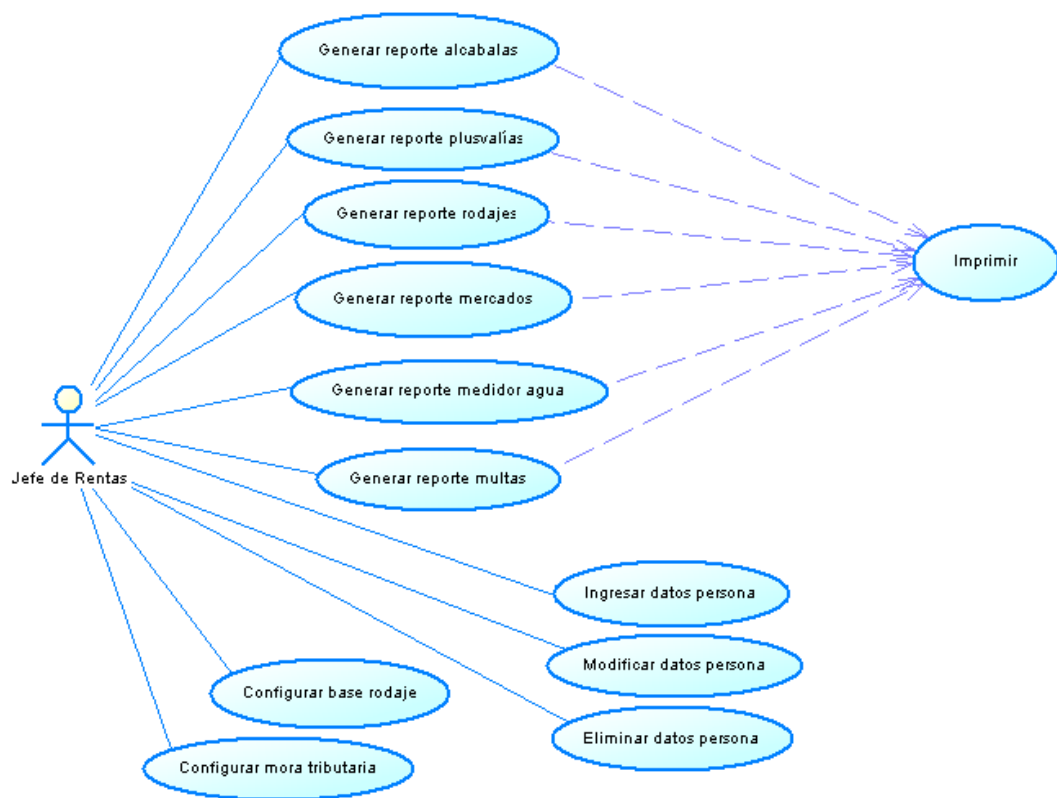 Generar reporte alcabalas
Generar reporte plusvalías
Generar reporte rodajes
Imprimir
Generar reporte mercados
Generar reporte medidor agua
Jefe de Rentas
Generar reporte multas
Ingresar datos persona
Modificar datos persona
Configurar base rodaje
Eliminar datos persona
Configurar mora tributaria